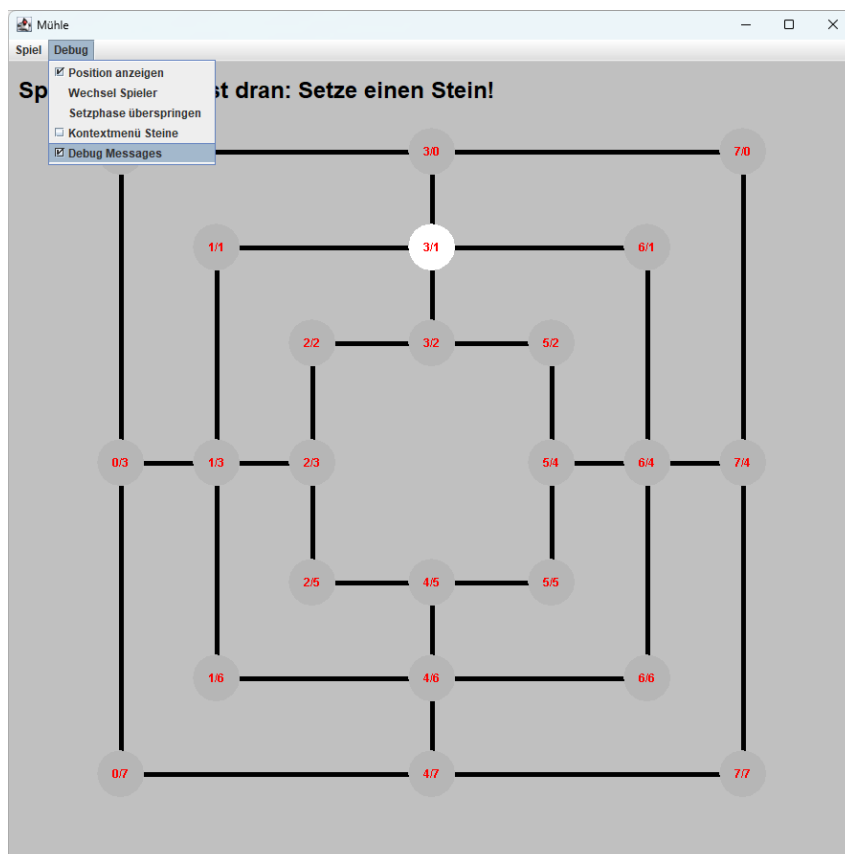 Mühle
Spiel Debug
Position anzeigen
Wechsel Spieler
Setzphase überspringen
Kontextmenü Steine
Debug Messages
Sp st dran: Setze einen Stein!
3/0 7/0
1/1 3/1 6/1
2/2 3/2 5/2
0/3 1/3 2/3 5/4 6/4 7/4
2/5 4/5 5/5
1/6 4/6 6/6
0/7 4/7 7/7